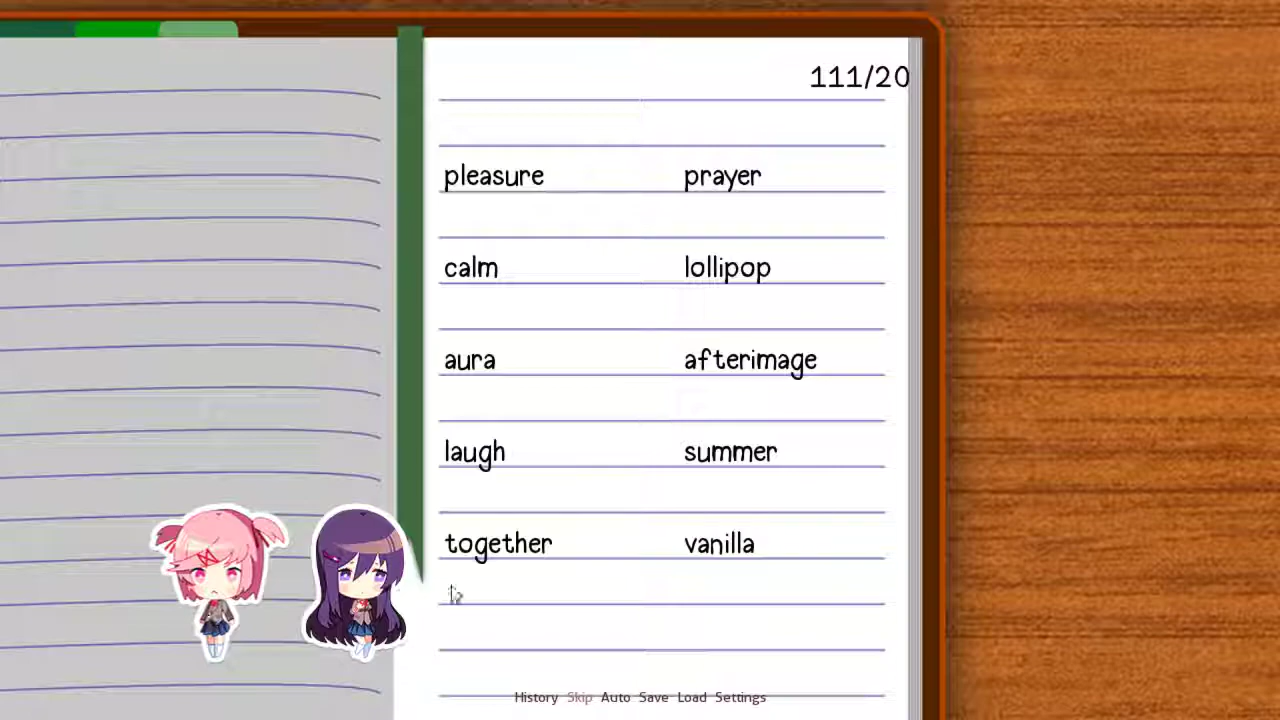 111/20
pleasure prayer
calm lollipop
aura afterimage
laugh summer
together vanilla
History Skip Auto Save Load Settings